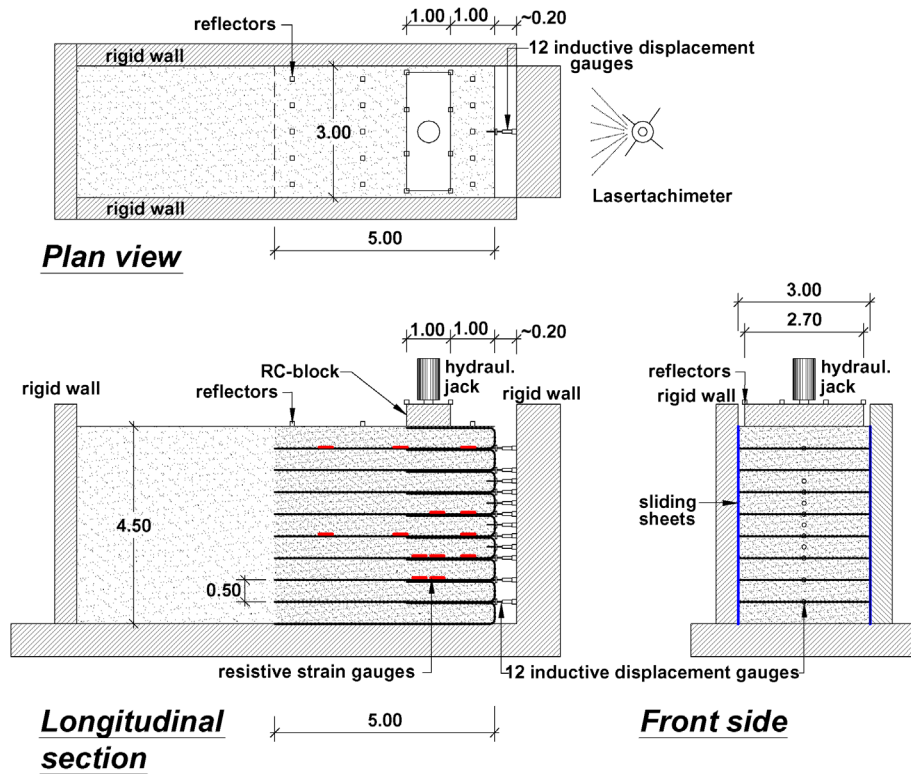 1.00 1.00 ~0.20
reflectors
12 inductive displacement
gauges
rigid wall
3.00
Lasertachimeter
rigid wall
5.00
Plan view
1.00 1.00 ~0.20
RC-block
hydraul.
jack
rigid wall
reflectors
rigid wall
4.50
0.50
resistive strain gauges
12 inductive displacement gauges
5.00
Longitudinal
section
3.00
2.70
hydraul.
jack
reflectors
rigid wall
sliding
sheets
Front side